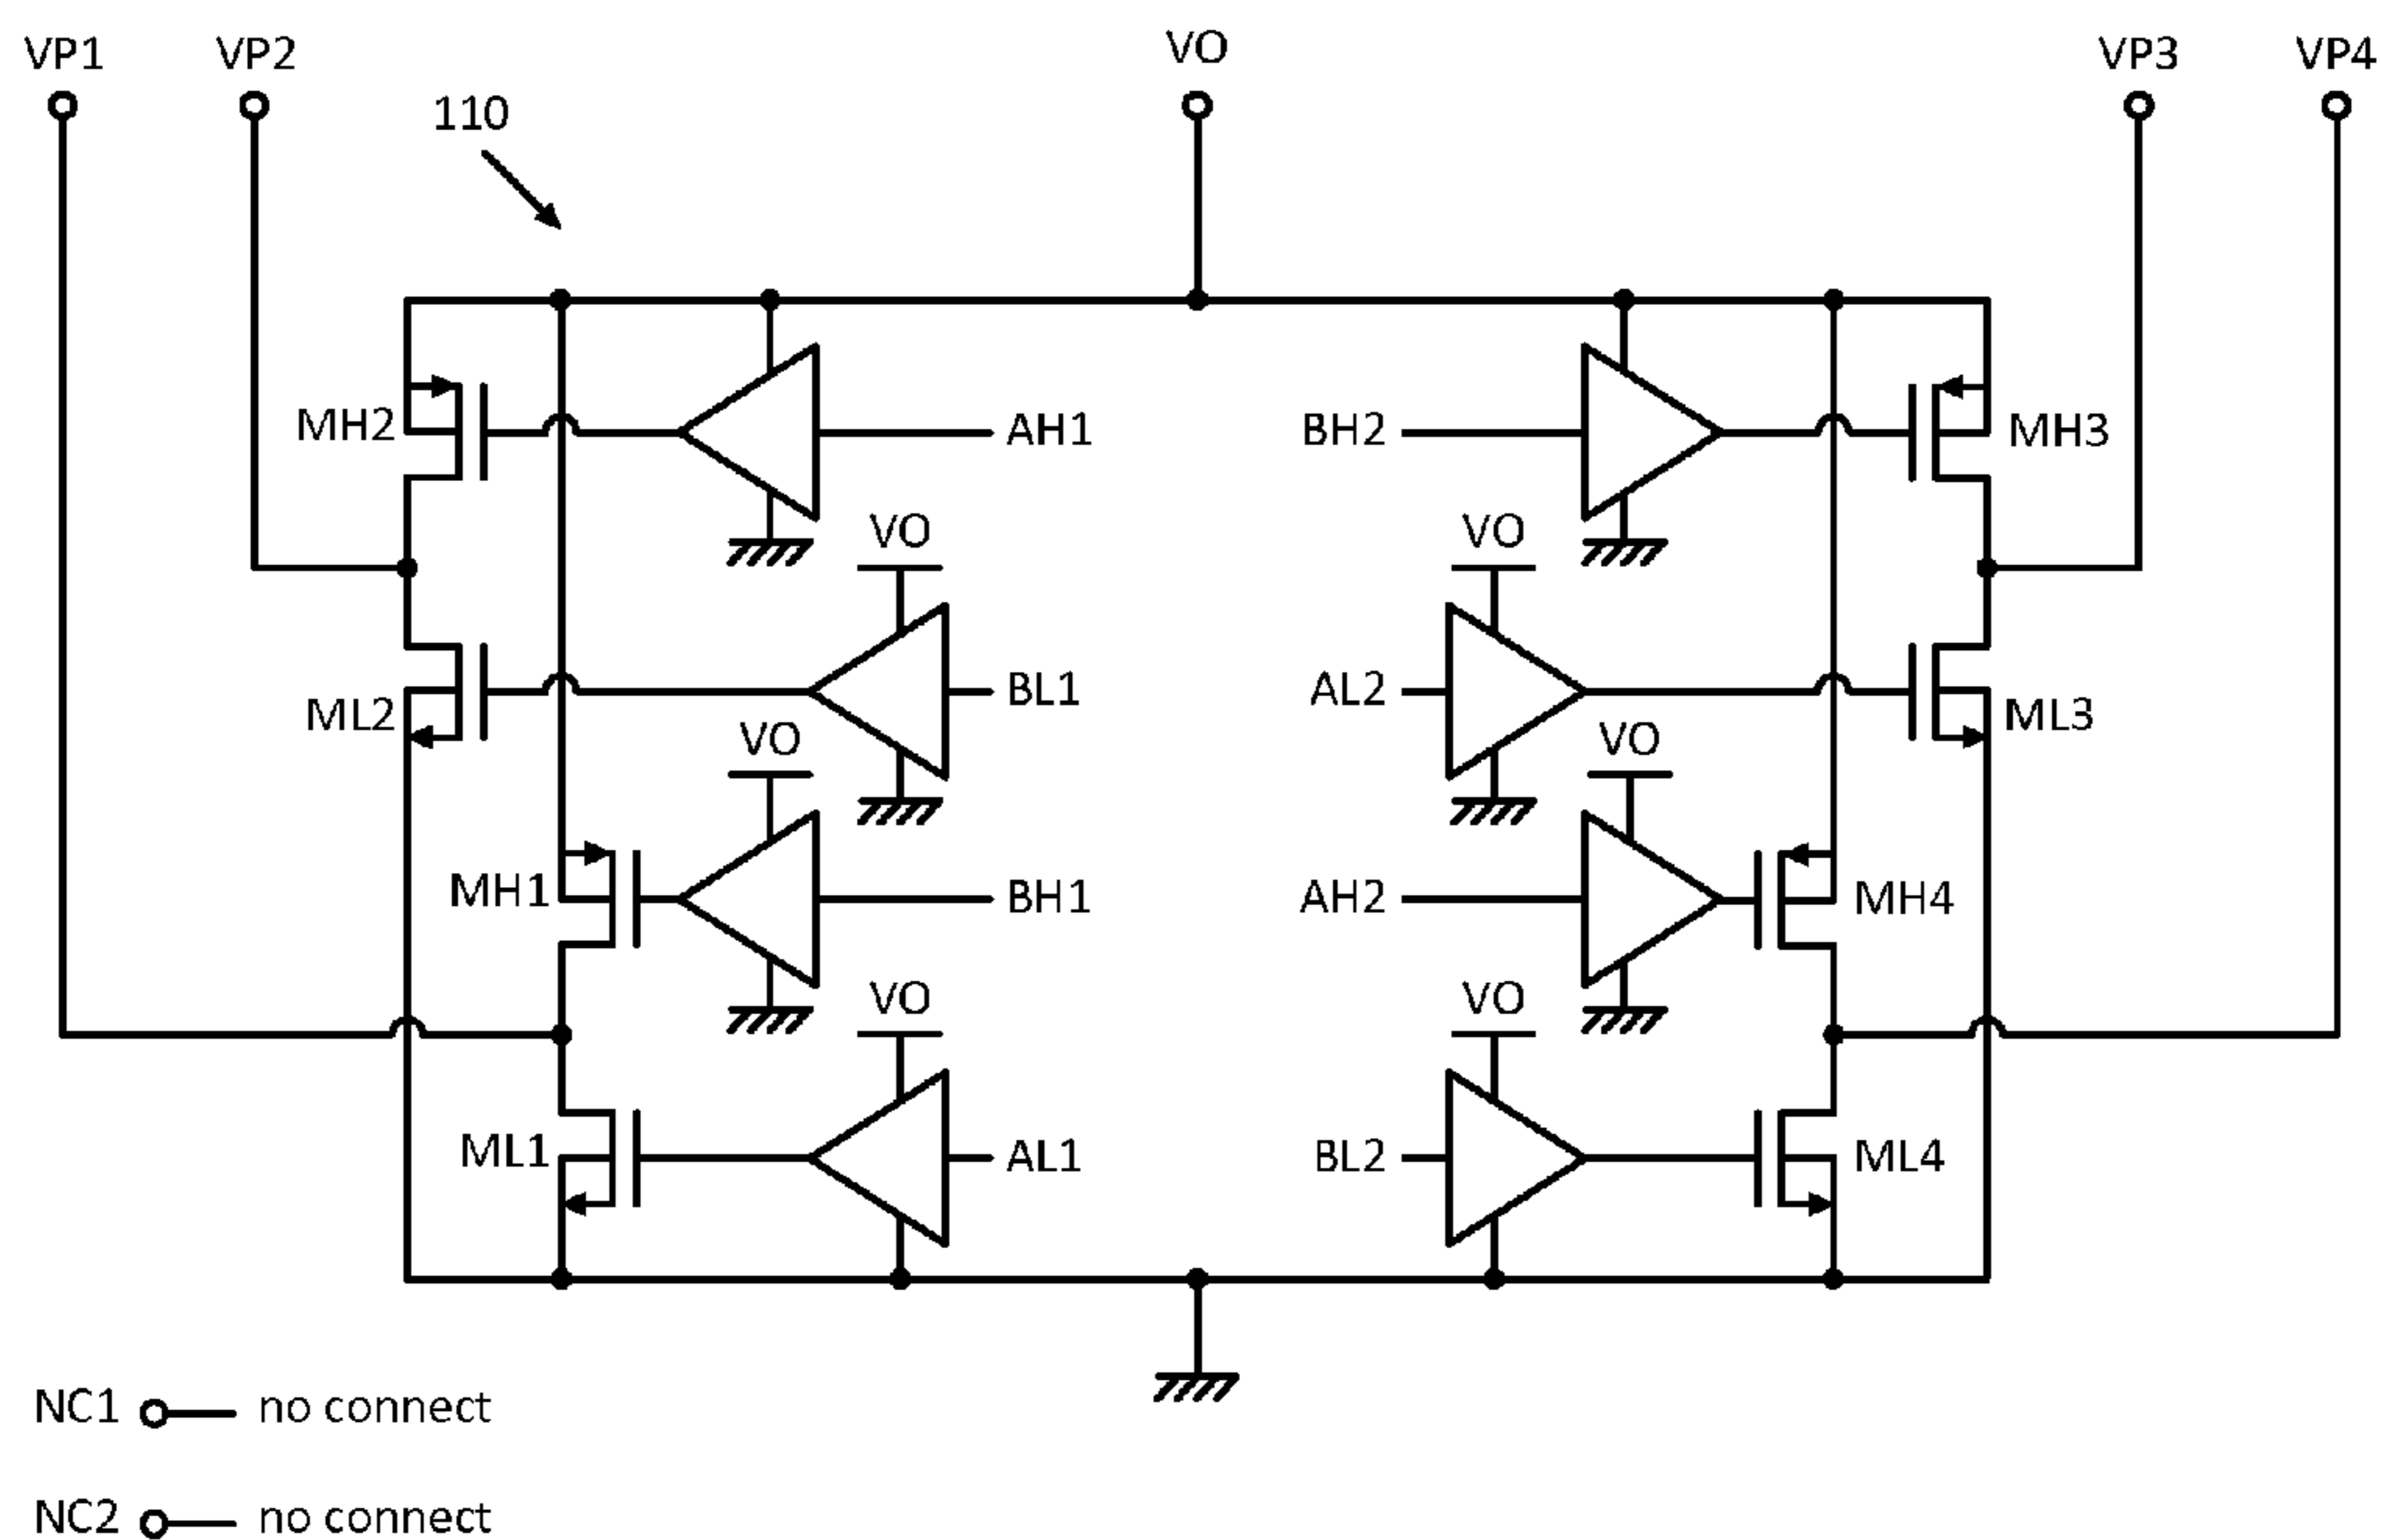 VP1
VP2
VO
VP3
VP4
110
MH2
AH1
BH2
MH3
VO
VO
ML2
BL1
AL2
ML3
VO
VO
MH1
BH1
AH2
MH4
VO
VO
ML1
AL1
BL2
ML4
NC1 no connect
NC2 no connect